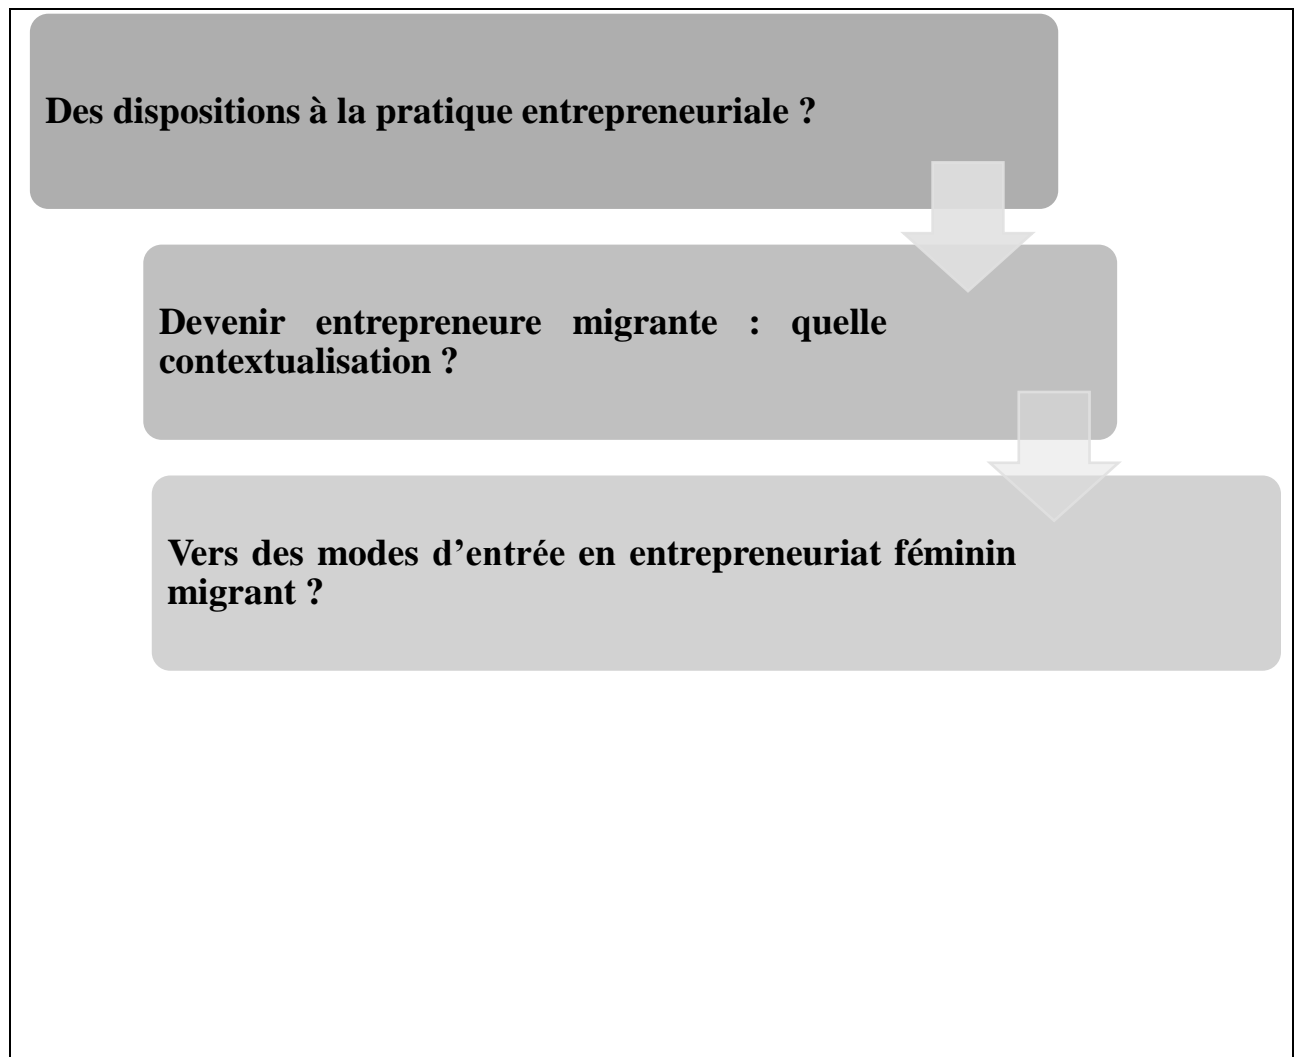 Des dispositions à la pratique entrepreneuriale ?
Devenir entrepreneure migrante : quelle
contextualisation ?
Vers des modes d’entrée en entrepreneuriat féminin
migrant ?